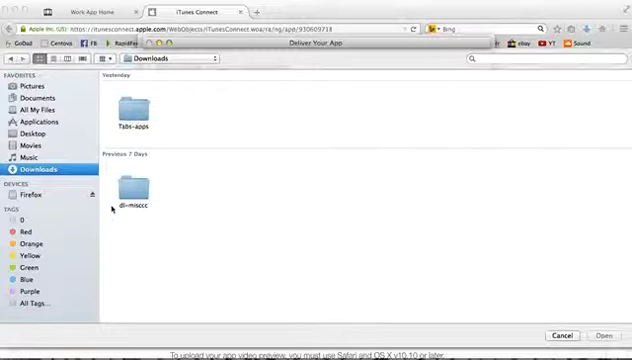 Work App Home
iTunes Connect
Apple Inc. (US)
https://itunesconnect.apple.com/WebObjects/iTunesConnect.woa/ra/ng/app/930609718
Bing
GoDad
Centova
FB
RapidFe
Deliver Your App
ebay
YT
Sound
Downloads
FAVORITES
Pictures
Documents
All My Files
Applications
Desktop
Movies
Music
Downloads
DEVICES
Firefox
TAGS
0
Red
Orange
Yellow
Green
Blue
Purple
All Tags...
Yesterday
Tabs-apps
Previous 7 Days
dl-misccc
Cancel
Open
To upload your app video preview, you must use Safari and OS X v10.10 or later.